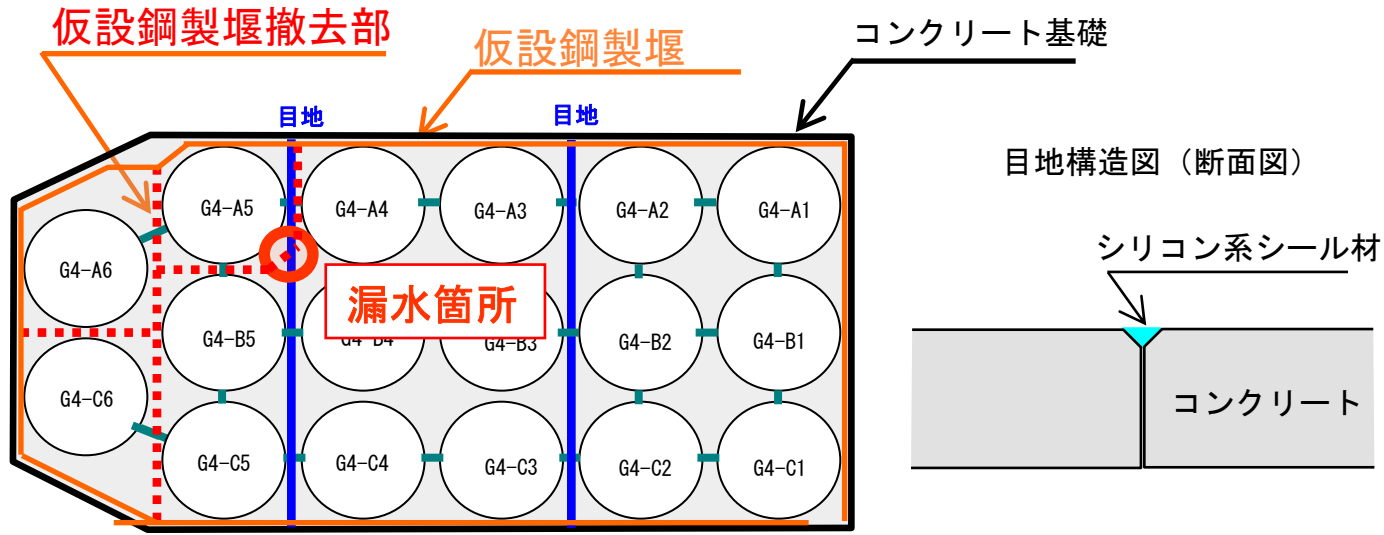 仮設鋼製堰撤去部
仮設鋼製堰
コンクリート基礎
目地
目地
目地構造図（断面図）
G4-A5
G4-A4
G4-A3
G4-A2
G4-A1
G4-A6
シリコン系シール材
漏水箇所
G4-B5
G4-B4
G4-B3
G4-B2
G4-B1
G4-C6
コンクリート
G4-C5
G4-C4
G4-C3
G4-C2
G4-C1